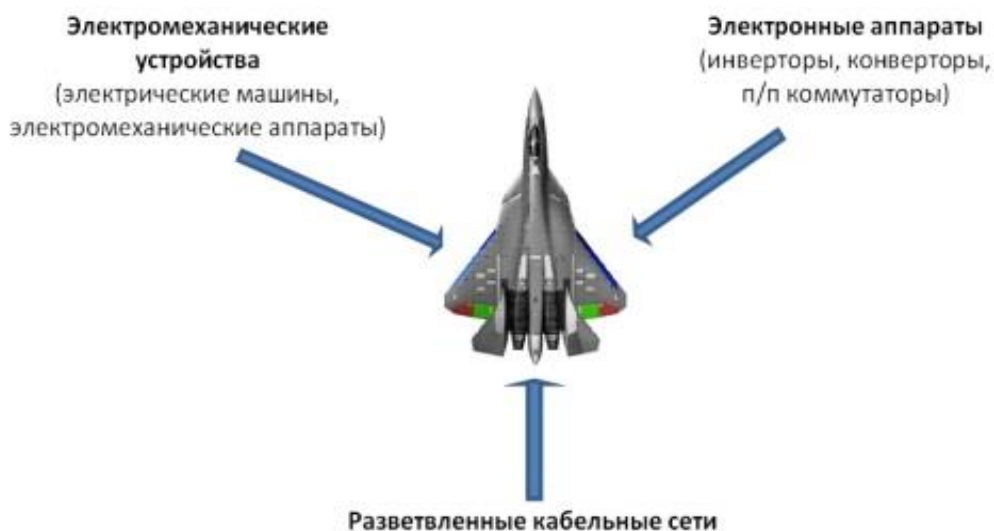 Электромеханические
устройства
(электрические машины,
электромеханические аппараты)
Электронные аппараты
(инверторы, конверторы,
п/п коммутаторы)
Разветвленные кабельные сети